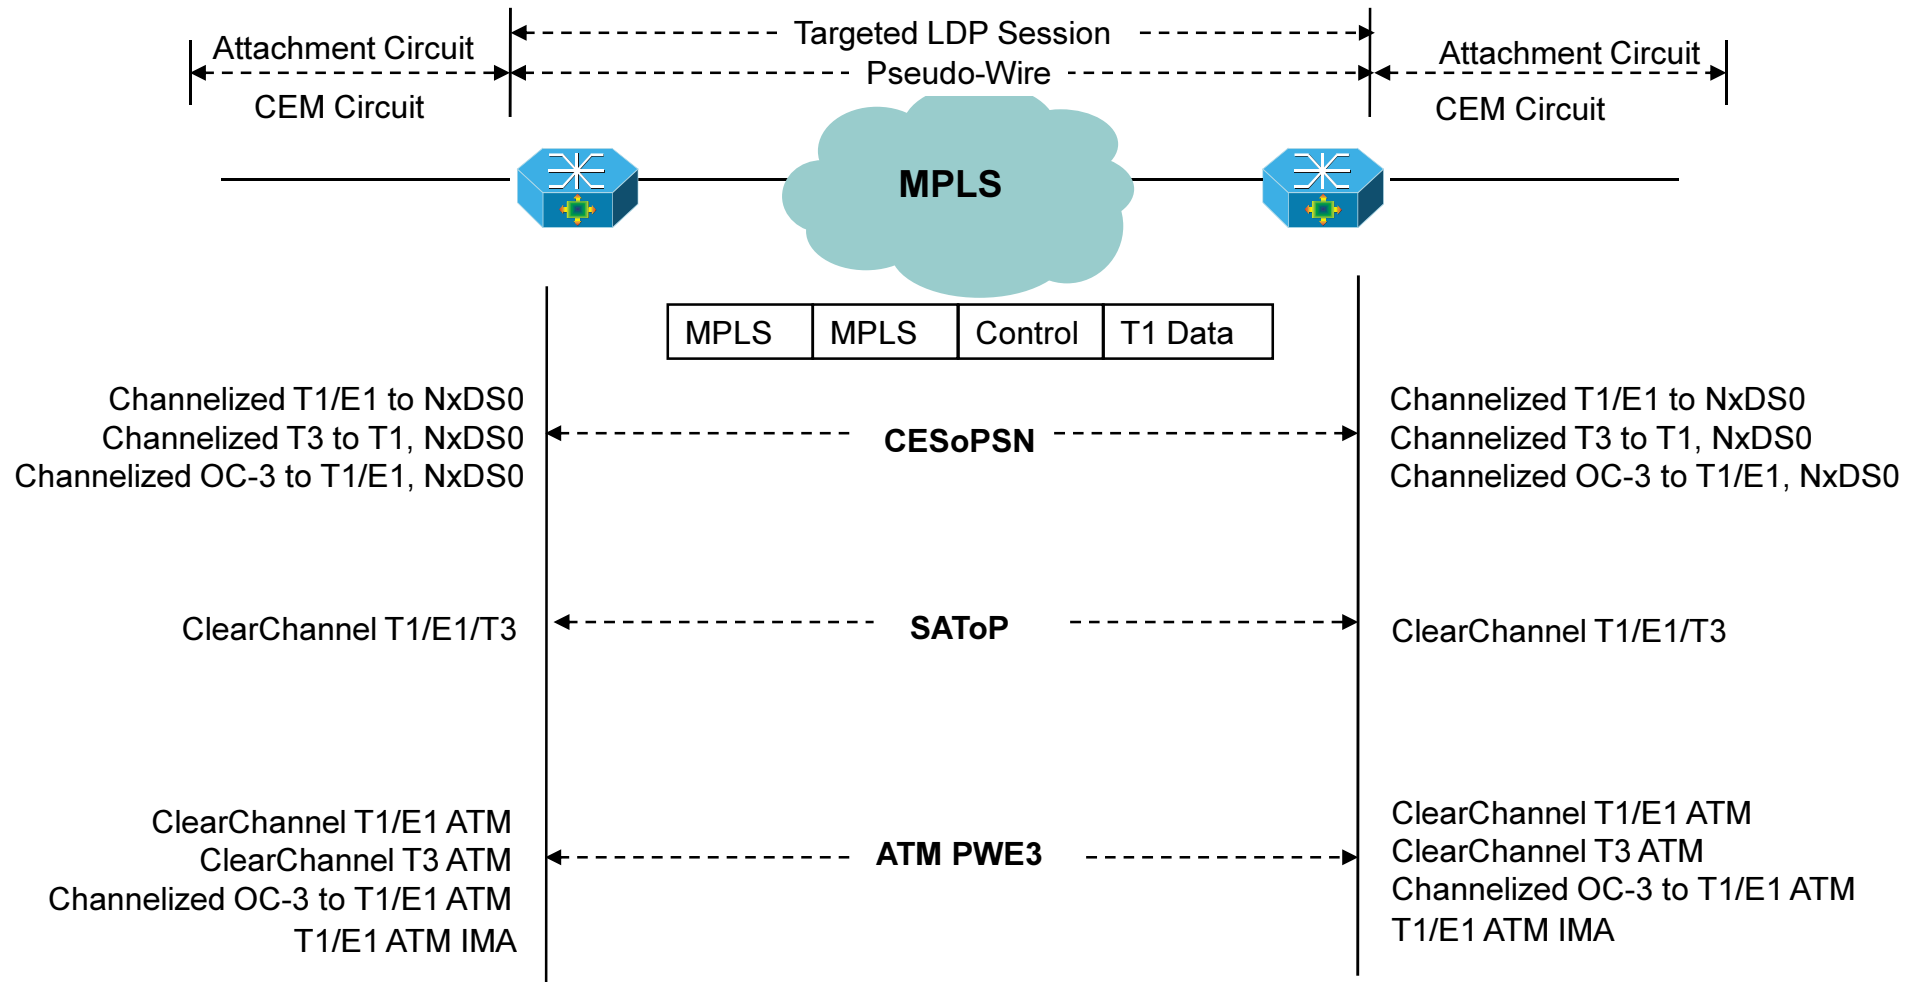 Targeted LDP Session
Attachment Circuit
Attachment Circuit
Pseudo-Wire
CEM Circuit
CEM Circuit
MPLS
MPLS
MPLS
Control
T1 Data
Channelized T1/E1 to NxDS0
Channelized T3 to T1, NxDS0
Channelized OC-3 to T1/E1, NxDS0
CESoPSN
Channelized T1/E1 to NxDS0
Channelized T3 to T1, NxDS0
Channelized OC-3 to T1/E1, NxDS0
ClearChannel T1/E1/T3
SAToP
ClearChannel T1/E1/T3
ClearChannel T1/E1 ATM
ClearChannel T3 ATM
Channelized OC-3 to T1/E1 ATM
T1/E1 ATM IMA
ATM PWE3
ClearChannel T1/E1 ATM
ClearChannel T3 ATM
Channelized OC-3 to T1/E1 ATM
T1/E1 ATM IMA